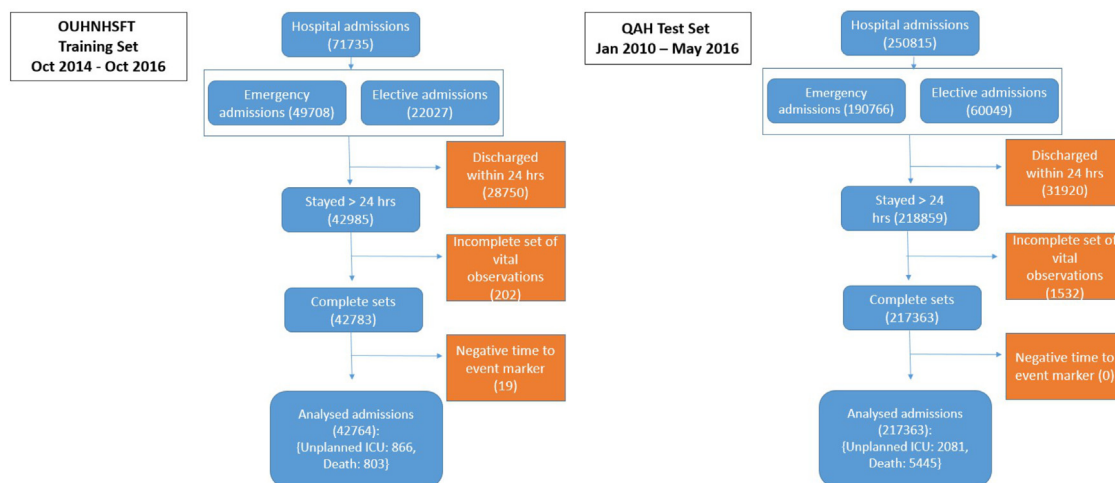 OUHNHSFT
Training Set
Oct 2014 - Oct 2016
Hospital admissions
(71735)
Emergency
admissions (49708)
Elective admissions
(22027)
Discharged
within 24 hrs
(28750)
Stayed > 24 hrs
(42985)
Incomplete set of
vital
observations
(202)
Complete sets
(42783)
Negative time to
event marker
(19)
Analysed admissions
(42764):
{Unplanned ICU: 866,
Death: 803}
QAH Test Set
Jan 2010 – May 2016
Hospital admissions
(250815)
Emergency
admissions (190766)
Elective admissions
(60049)
Discharged
within 24 hrs
(31920)
Stayed > 24
hrs (218859)
Incomplete set of
vital
observations
(1532)
Complete sets
(217363)
Negative time to
event marker (0)
Analysed admissions
(217363):
{Unplanned ICU: 2081,
Death: 5445}